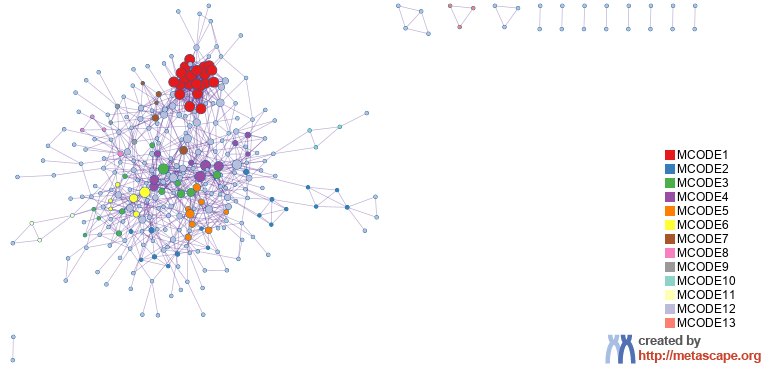 MCODE1
MCODE2
MCODE3
MCODE4
MCODE5
MCODE6
MCODE7
MCODE8
MCODE9
MCODE10
MCODE11
MCODE12
MCODE13
created by
http://metascape.org